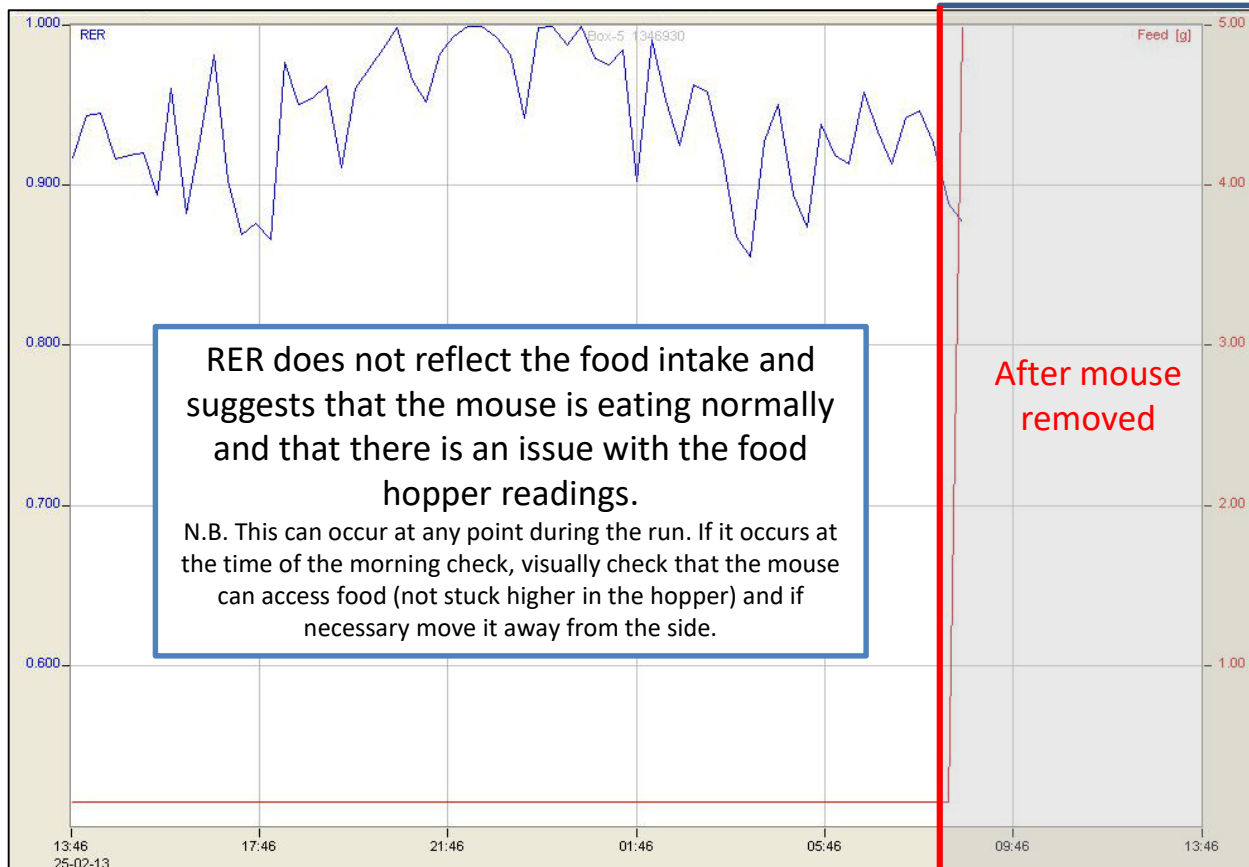 1.000
RER
Box-5 1346930
Feed [g]
5.00
0.900
4.00
0.800
3.00
RER does not reflect the food intake and
suggests that the mouse is eating normally
and that there is an issue with the food
hopper readings.
N.B. This can occur at any point during the run. If it occurs at
the time of the morning check, visually check that the mouse
can access food (not stuck higher in the hopper) and if
necessary move it away from the side.
After mouse
removed
0.700
2.00
0.600
1.00
13:46
17:46
21:46
01:46
05:46
09:46
13:46
25-02-13